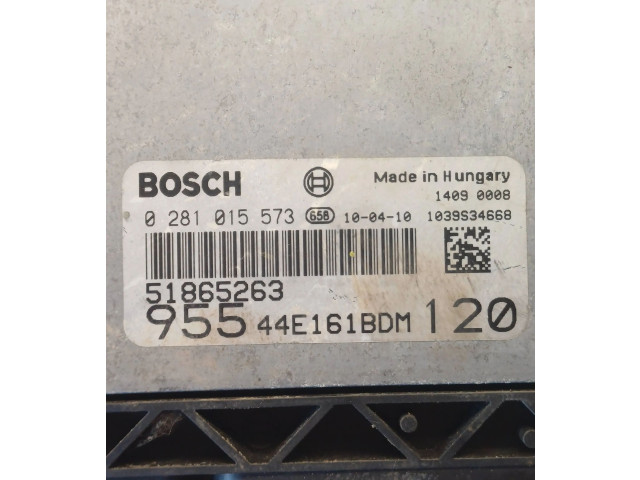 BOSCH Made in Hungary
1409 0008
0 281 015 573 658 10-04-10 1039S34668
51865263
955 44E161BDM 120